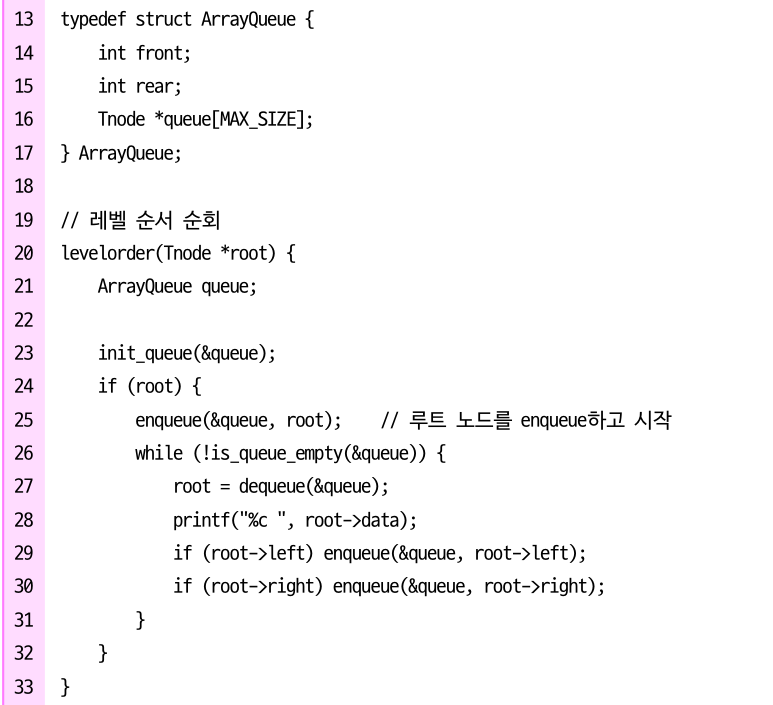 13 typedef struct ArrayQueue {
14     int front;
15     int rear;
16     Tnode *queue[MAX_SIZE];
17 } ArrayQueue;
18
19 // 레벨 순서 순회
20 levelorder(Tnode *root) {
21     ArrayQueue queue;
22
23     init_queue(&queue);
24     if (root) {
25         enqueue(&queue, root);    // 루트 노드를 enqueue하고 시작
26         while (!is_queue_empty(&queue)) {
27             root = dequeue(&queue);
28             printf("%c ", root->data);
29             if (root->left) enqueue(&queue, root->left);
30             if (root->right) enqueue(&queue, root->right);
31         }
32     }
33 }